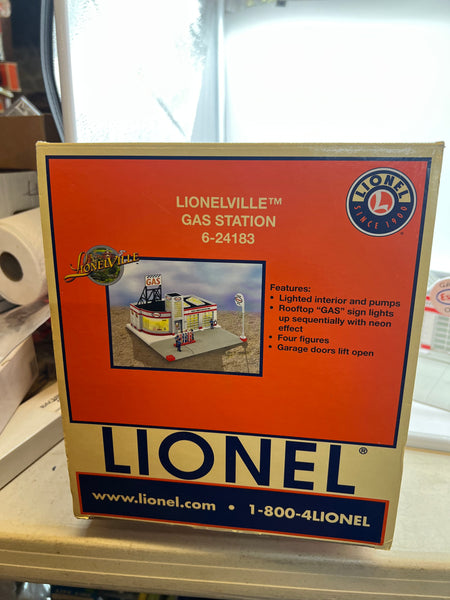 LIONELVILLE™
GAS STATION
6-24183
LIONEL
L
SINCE 1900
LIONELVILLE
GAS
Features:
• Lighted interior and pumps
• Rooftop "GAS" sign lights
up sequentially with neon
effect
• Four figures
• Garage doors lift open
LIONEL®
www.lionel.com • 1-800-4LIONEL